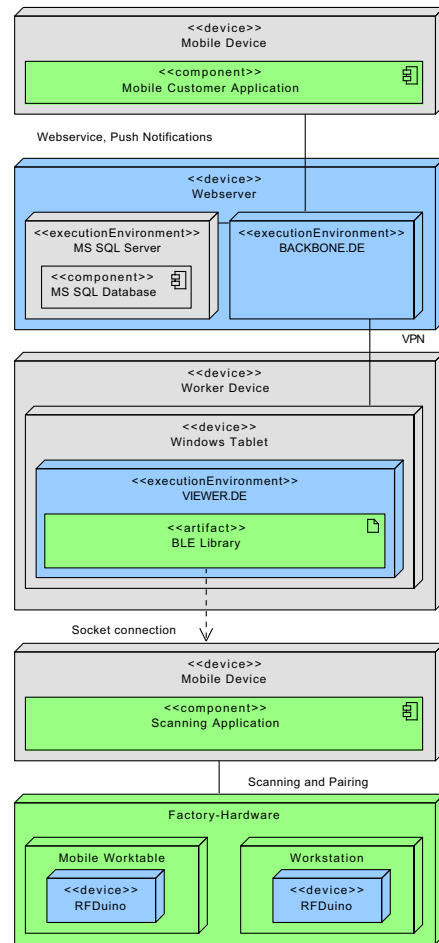 <<device>>
Mobile Device
<<component>>
Mobile Customer Application
Webservice, Push Notifications
<<device>>
Webserver
<<executionEnvironment>>
MS SQL Server
<<component>>
MS SQL Database
<<executionEnvironment>>
BACKBONE.DE
VPN
<<device>>
Worker Device
<<device>>
Windows Tablet
<<executionEnvironment>>
VIEWER.DE
<<artifact>>
BLE Library
Socket connection
<<device>>
Mobile Device
<<component>>
Scanning Application
Scanning and Pairing
Factory-Hardware
Mobile Worktable
<<device>>
RFDuino
Workstation
<<device>>
RFDuino